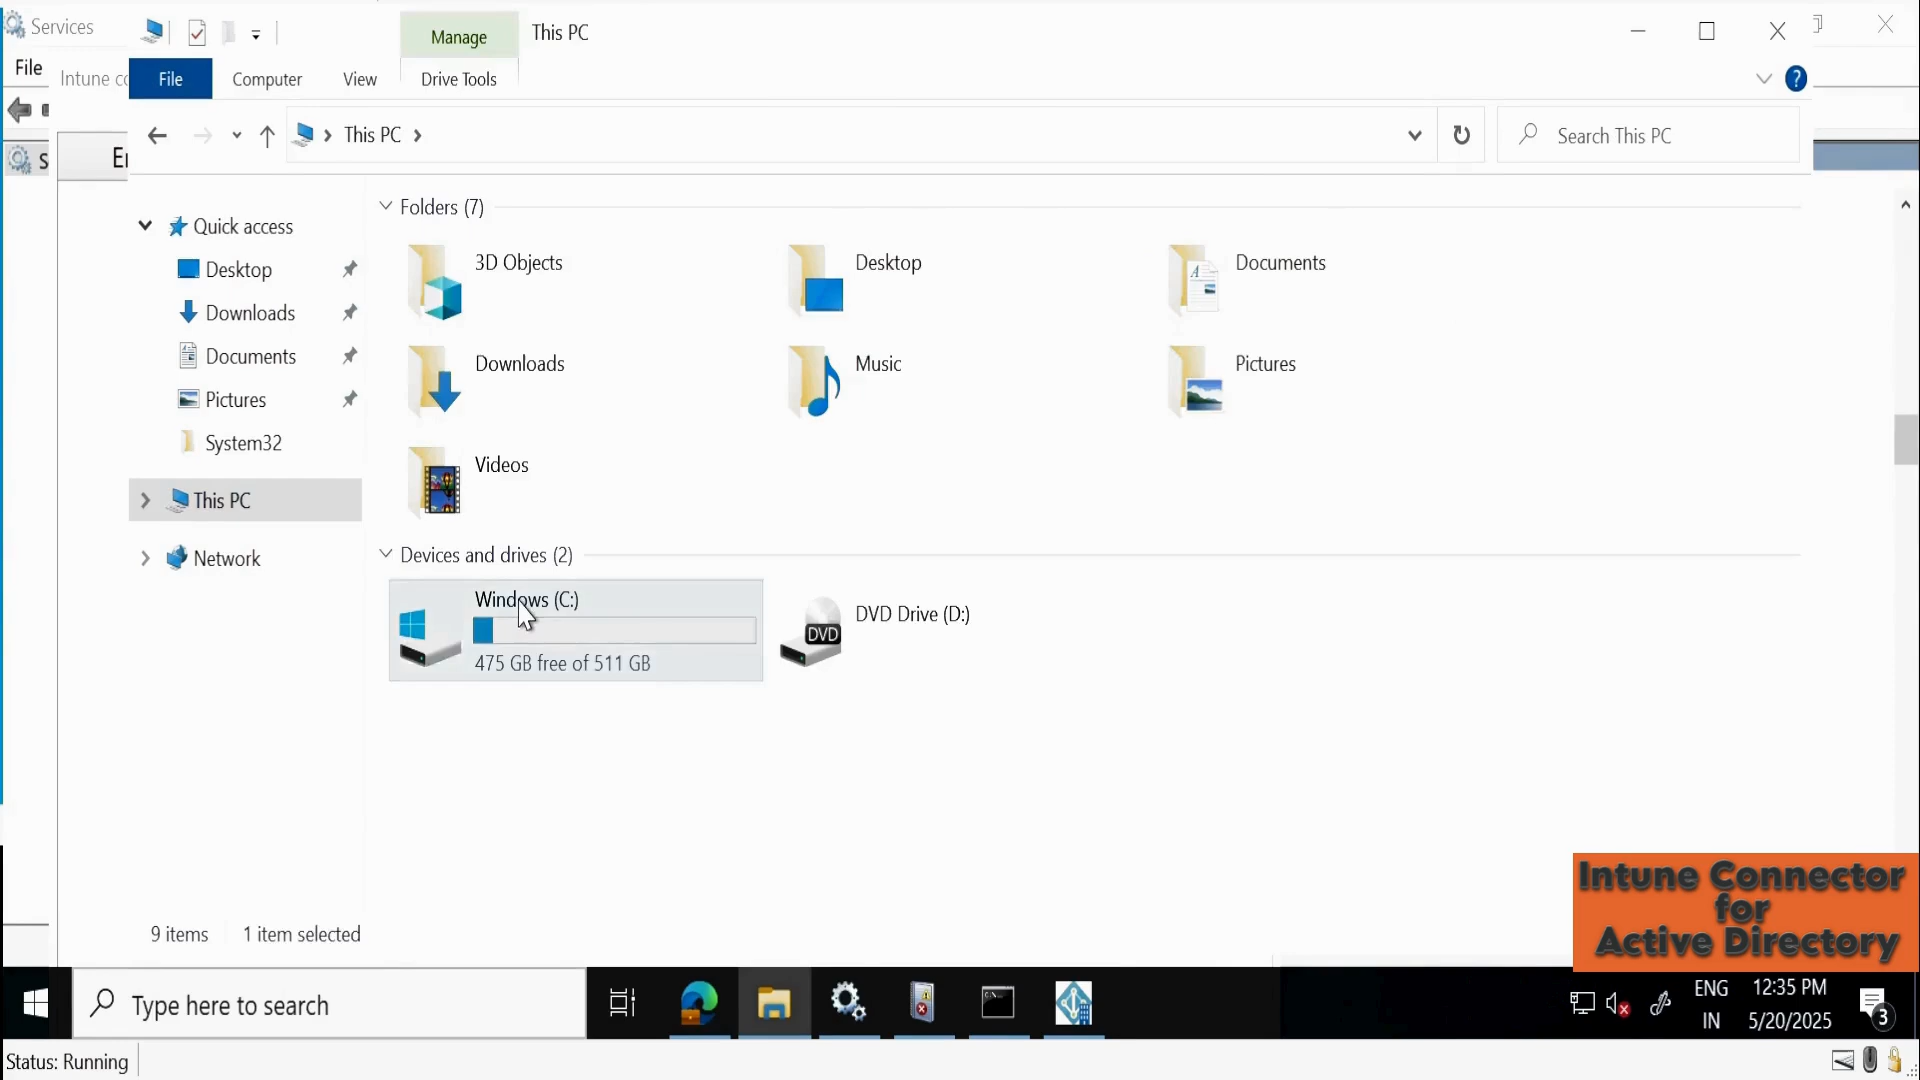 Services
Manage
This PC
File
Intune co
File
Computer
View
Drive Tools
This PC
Search This PC
S
Er
Quick access
Desktop
Downloads
Documents
Pictures
System32
This PC
Network
Folders (7)
3D Objects
Desktop
Documents
Downloads
Music
Pictures
Videos
Devices and drives (2)
Windows (C:)
475 GB free of 511 GB
DVD
DVD Drive (D:)
9 items
1 item selected
Intune Connector
for
Active Directory
Type here to search
ENG
IN
12:35 PM
5/20/2025
3
Status: Running